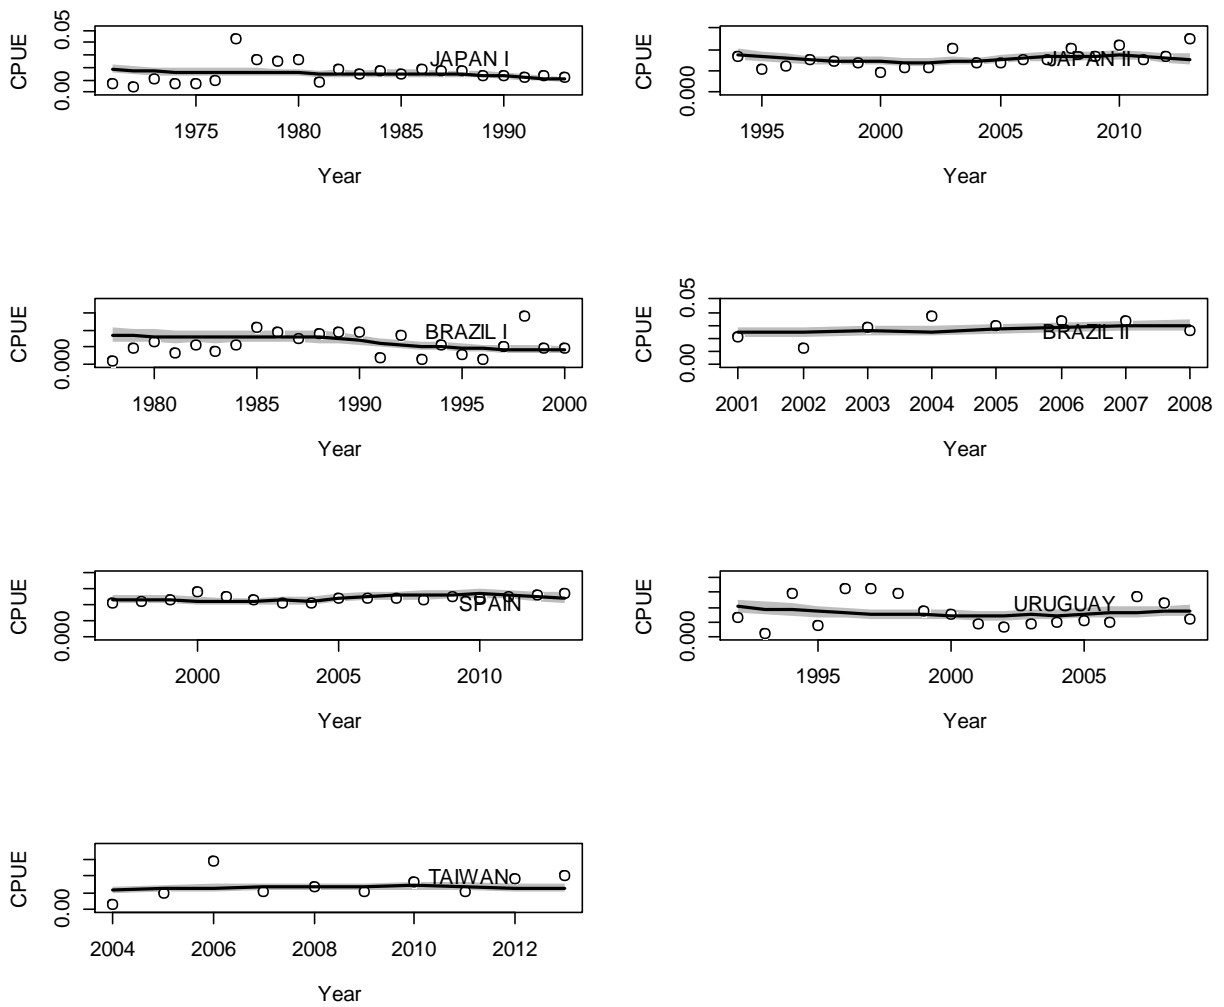 CPUE
0.00 0.05
JAPAN I
1975 1980 1985 1990
Year
CPUE
0.000
JAPAN II
1995 2000 2005 2010
Year
CPUE
0.000
BRAZIL I
1980 1985 1990 1995 2000
Year
CPUE
0.00 0.05
BRAZIL II
2001 2002 2003 2004 2005 2006 2007 2008
Year
CPUE
0.000
SPAIN
2000 2005 2010
Year
CPUE
0.000
URUGUAY
1995 2000 2005
Year
CPUE
0.00
TAIWAN
2004 2006 2008 2010 2012
Year